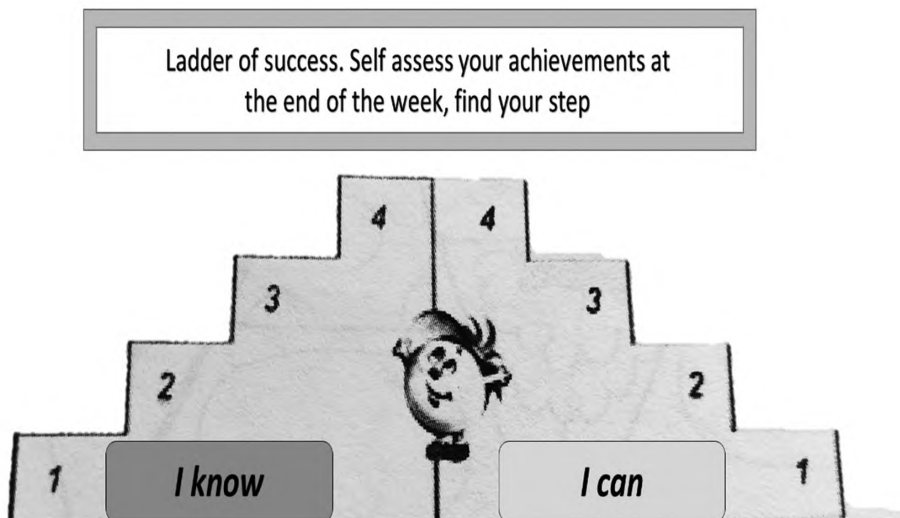 Ladder of success. Self assess your achievements at
the end of the week, find your step
4 4
3 3
2 2
1 I know I can 1